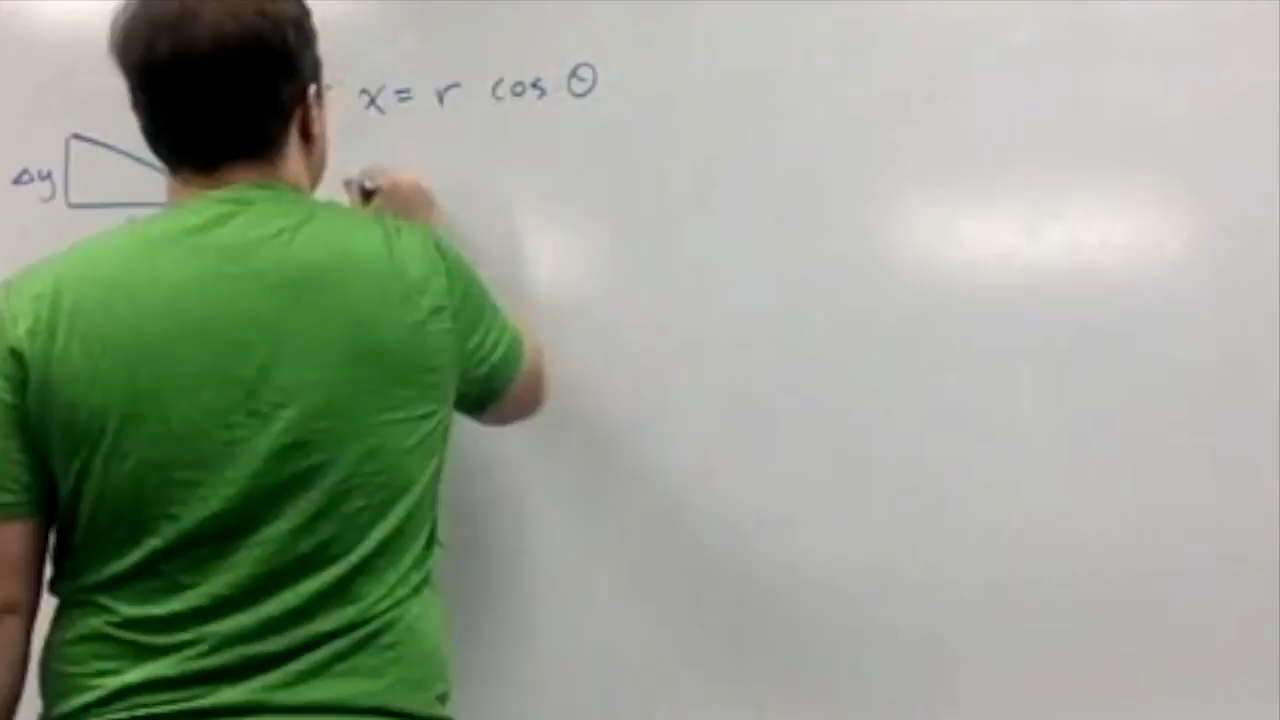 x = r cos θ
Δy